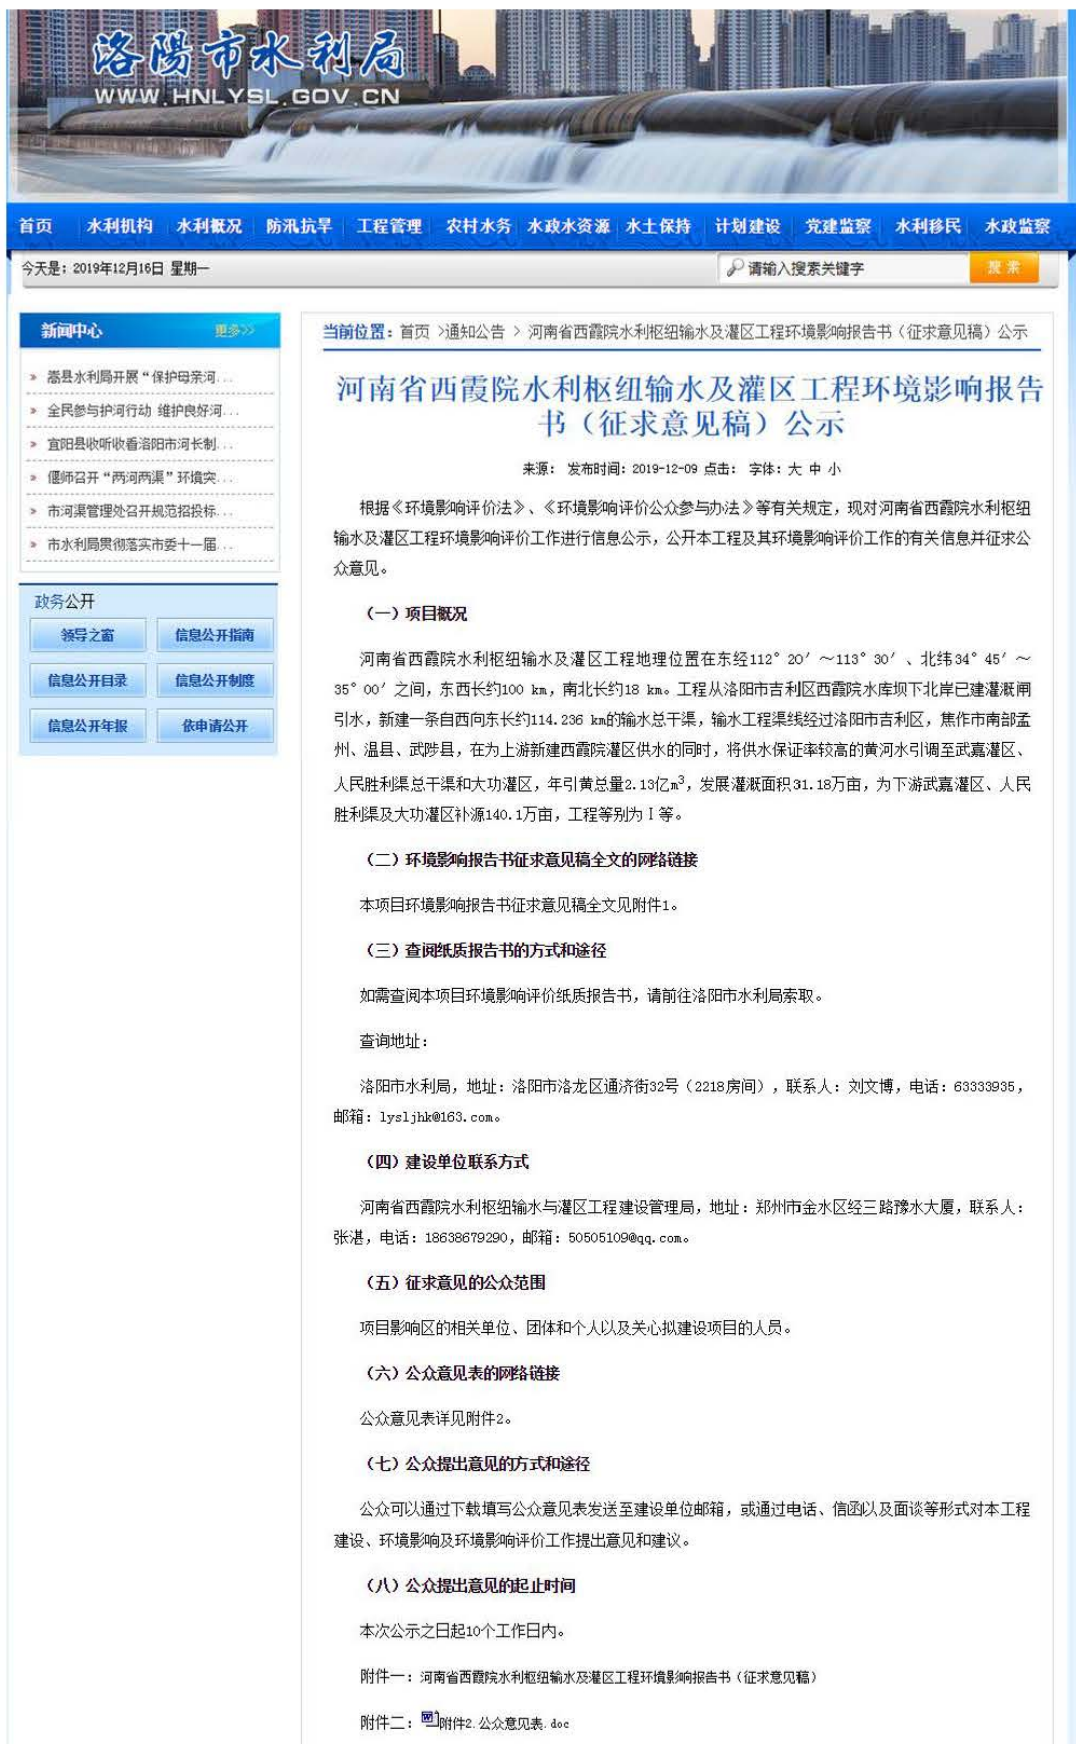 洛陽市水利局
WWW.HNLYSL.GOV.CN
首页 水利机构 水利概况 防汛抗旱 工程管理 农村水务 水政水资源 水土保持 计划建设 党建监察 水利移民 水政监察
今天是：2019年12月16日 星期一 请输入搜索关键字 搜索
新闻中心 更多>>
» 嵩县水利局开展“保护母亲河...
» 全民参与护河行动 维护良好河...
» 宜阳县收听收看洛阳市河长制...
» 偃师召开“两河两渠”环境突...
» 市河渠管理处召开规范招投标...
» 市水利局贯彻落实市委十一届...
政务公开
领导之窗 信息公开指南
信息公开目录 信息公开制度
信息公开年报 依申请公开
当前位置：首页 >通知公告 > 河南省西霞院水利枢纽输水及灌区工程环境影响报告书（征求意见稿）公示
河南省西霞院水利枢纽输水及灌区工程环境影响报告
书（征求意见稿）公示
来源： 发布时间：2019-12-09 点击： 字体：大 中 小
根据《环境影响评价法》、《环境影响评价公众参与办法》等有关规定，现对河南省西霞院水利枢纽
输水及灌区工程环境影响评价工作进行信息公示，公开本工程及其环境影响评价工作的有关信息并征求公
众意见。
（一）项目概况
河南省西霞院水利枢纽输水及灌区工程地理位置在东经112°20′～113°30′、北纬34°45′～
35°00′之间，东西长约100 km，南北长约18 km。工程从洛阳市吉利区西霞院水库坝下北岸已建灌溉闸
引水，新建一条自西向东长约114.236 km的输水总干渠，输水工程渠线经过洛阳市吉利区，焦作市南部孟
州、温县、武陟县，在为上游新建西霞院灌区供水的同时，将供水保证率较高的黄河水引调至武嘉灌区、
人民胜利渠总干渠和大功灌区，年引黄总量2.13亿m³，发展灌溉面积31.18万亩，为下游武嘉灌区、人民
胜利渠及大功灌区补源140.1万亩，工程等别为Ⅰ等。
（二）环境影响报告书征求意见稿全文的网络链接
本项目环境影响报告书征求意见稿全文见附件1。
（三）查阅纸质报告书的方式和途径
如需查阅本项目环境影响评价纸质报告书，请前往洛阳市水利局索取。
查询地址：
洛阳市水利局，地址：洛阳市洛龙区通济街32号（2218房间），联系人：刘文博，电话：63333935，
邮箱：lysljhk@163.com。
（四）建设单位联系方式
河南省西霞院水利枢纽输水与灌区工程建设管理局，地址：郑州市金水区经三路豫水大厦，联系人：
张湛，电话：18638679290，邮箱：50505109@qq.com。
（五）征求意见的公众范围
项目影响区的相关单位、团体和个人以及关心拟建设项目的人员。
（六）公众意见表的网络链接
公众意见表详见附件2。
（七）公众提出意见的方式和途径
公众可以通过下载填写公众意见表发送至建设单位邮箱，或通过电话、信函以及面谈等形式对本工程
建设、环境影响及环境影响评价工作提出意见和建议。
（八）公众提出意见的起止时间
本次公示之日起10个工作日内。
附件一：河南省西霞院水利枢纽输水及灌区工程环境影响报告书（征求意见稿）
附件二：附件2.公众意见表.doc